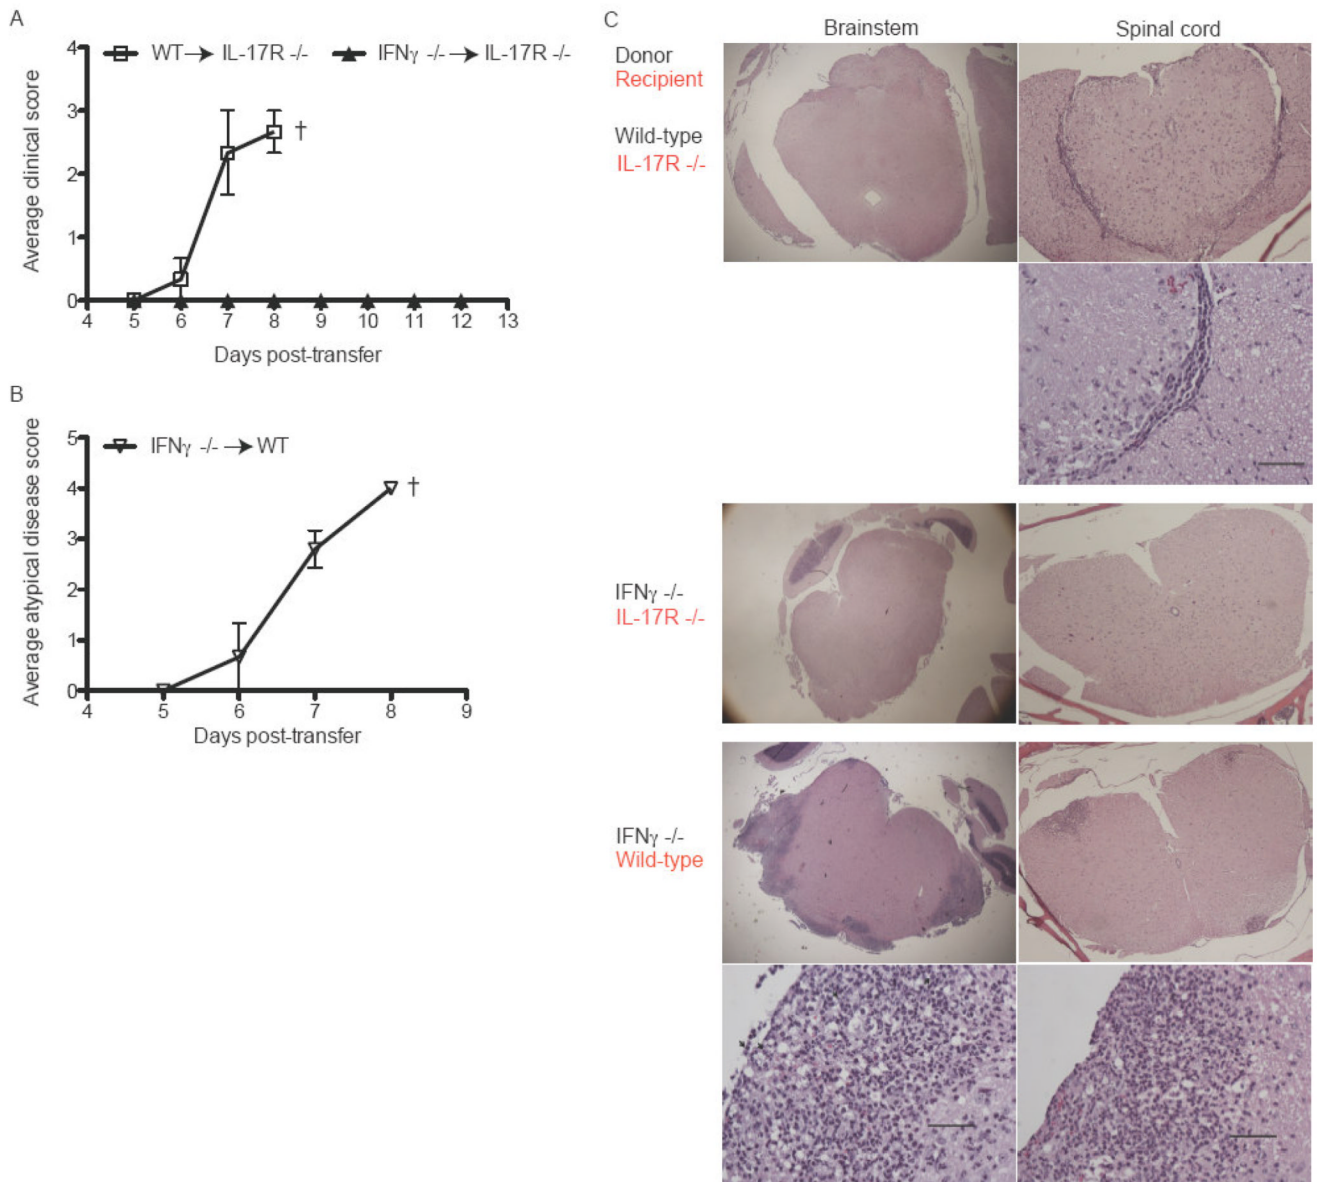 A
WT → IL-17R -/-
IFNγ -/- → IL-17R -/-
Average clinical score
4
3
2
1
0
4 5 6 7 8 9 10 11 12 13
†
Days post-transfer
B
IFNγ -/- → WT
Average atypical disease score
5
4
3
2
1
0
4 5 6 7 8 9
†
Days post-transfer
C
Brainstem
Spinal cord
Donor
Recipient
Wild-type
IL-17R -/-
IFNγ -/-
IL-17R -/-
IFNγ -/-
Wild-type